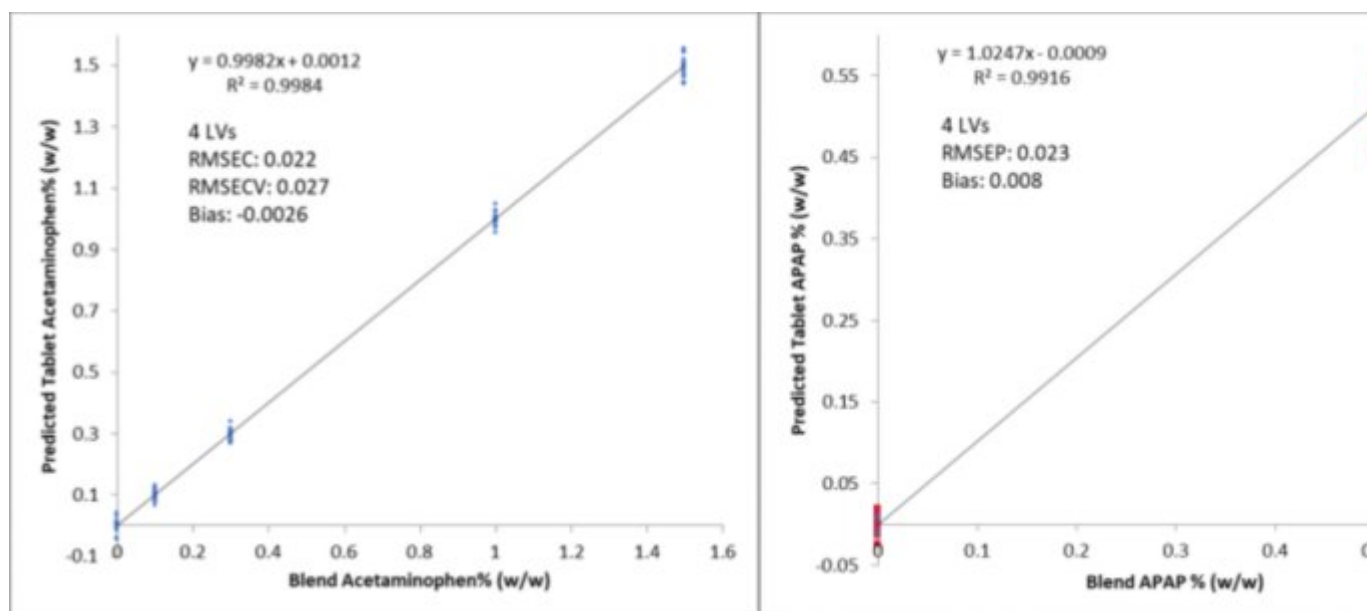 y = 0.9982x + 0.0012
R² = 0.9984
4 LVs
RMSEC: 0.022
RMSECV: 0.027
Bias: -0.0026
Predicted Tablet Acetaminophen% (w/w)
1.5
1.3
1.1
0.9
0.7
0.5
0.3
0.1
-0.1
0 0.2 0.4 0.6 0.8 1 1.2 1.4 1.6
Blend Acetaminophen% (w/w)
y = 1.0247x - 0.0009
R² = 0.9916
4 LVs
RMSEP: 0.023
Bias: 0.008
Predicted Tablet APAP % (w/w)
0.55
0.45
0.35
0.25
0.15
0.05
-0.05
0 0.1 0.2 0.3 0.4
Blend APAP % (w/w)